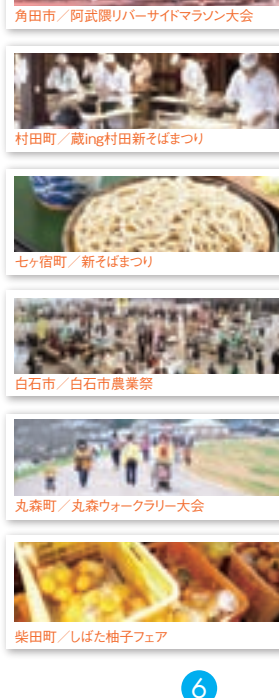 角田市／阿武隈リバーサイドマラソン大会
村田町／蔵ing村田新そばまつり
七ヶ宿町／新そばまつり
白石市／白石市農業祭
丸森町／丸森ウォークラリー大会
柴田町／しばた柚子フェア
6